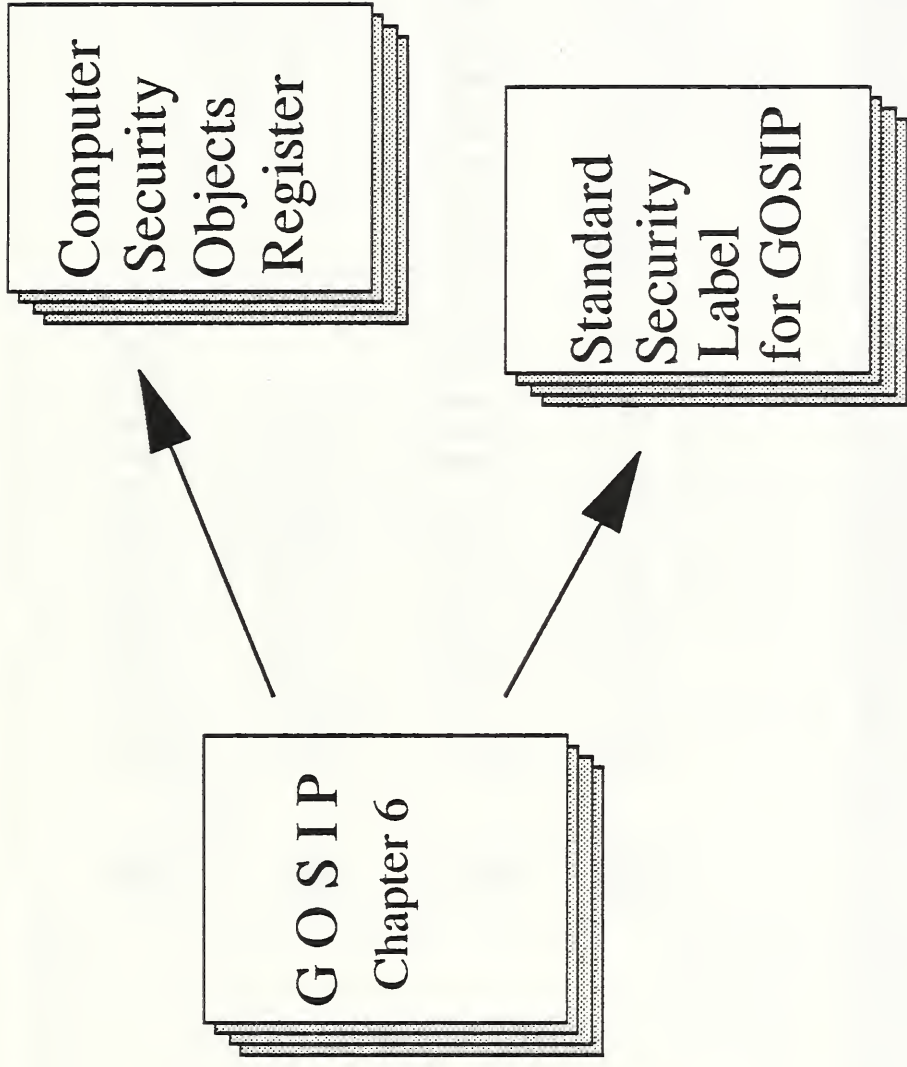 G O S I P
Chapter 6
Computer
Security
Objects
Register
Standard
Security
Label
for GOSIP